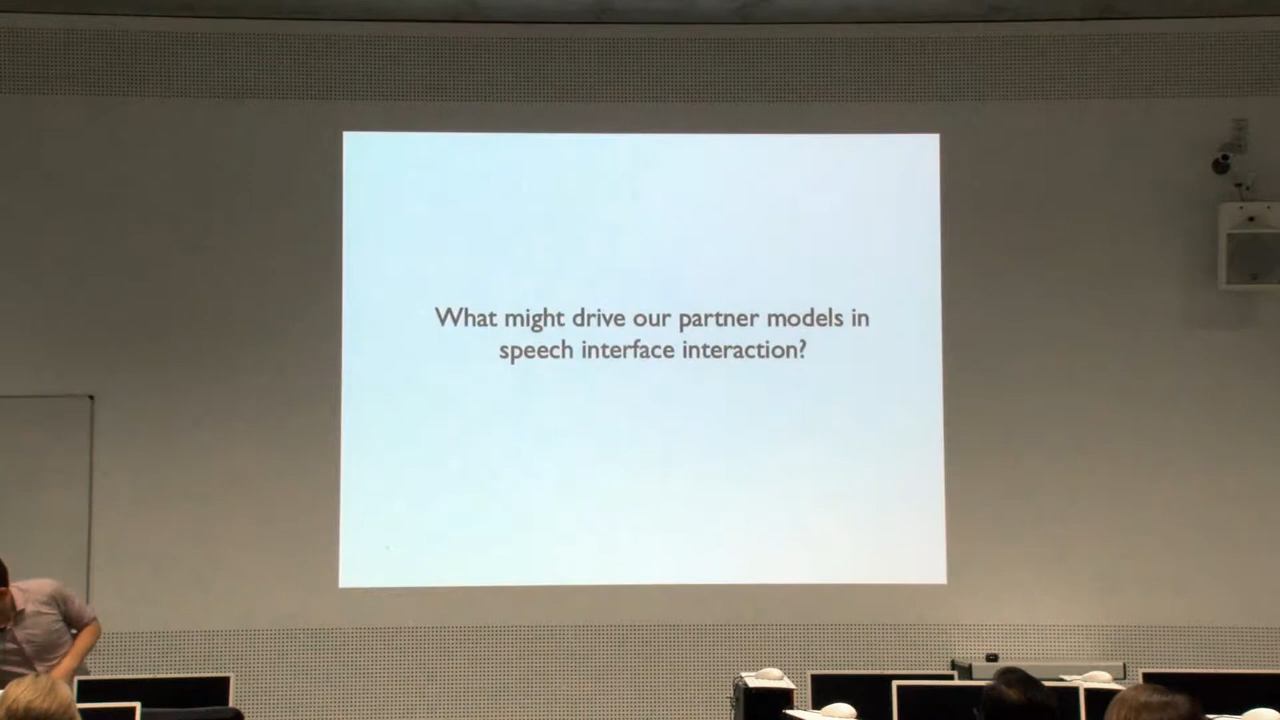 What might drive our partner models in
speech interface interaction?